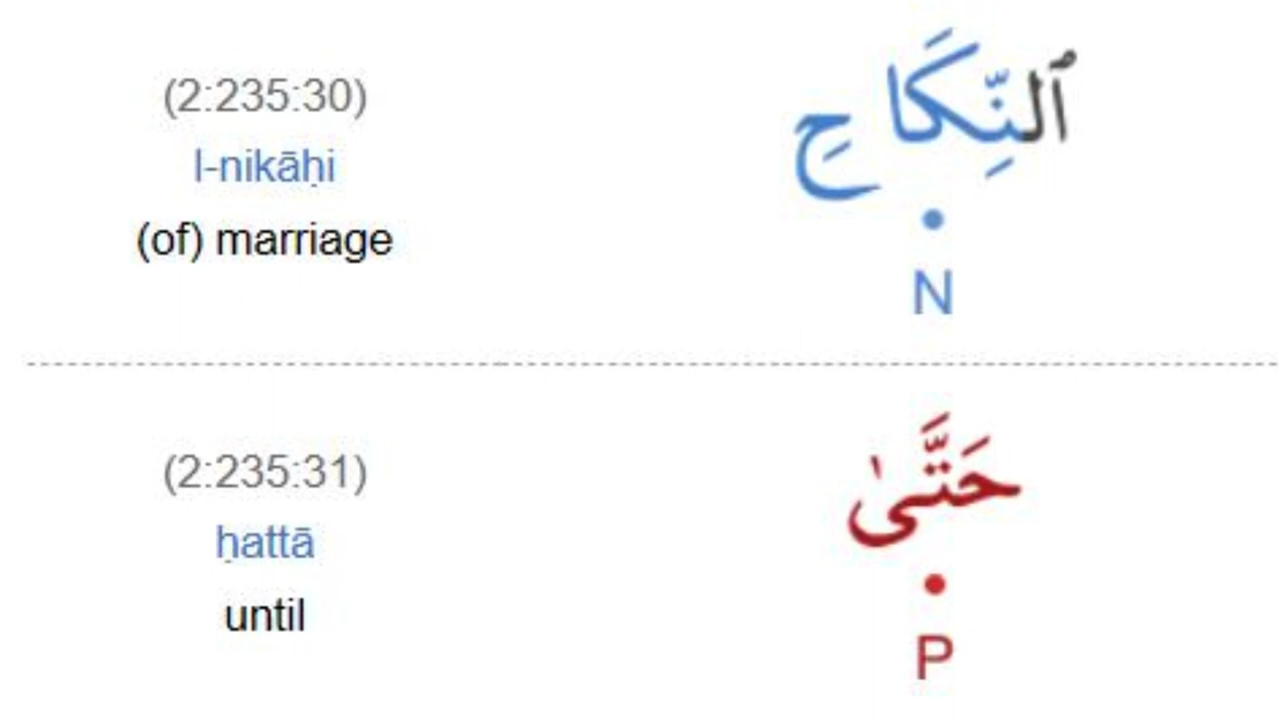 (2:235:30)
l-nikāḥi
(of) marriage
ٱلنِّكَاحِ
N
(2:235:31)
ḥattā
until
حَتَّىٰ
P